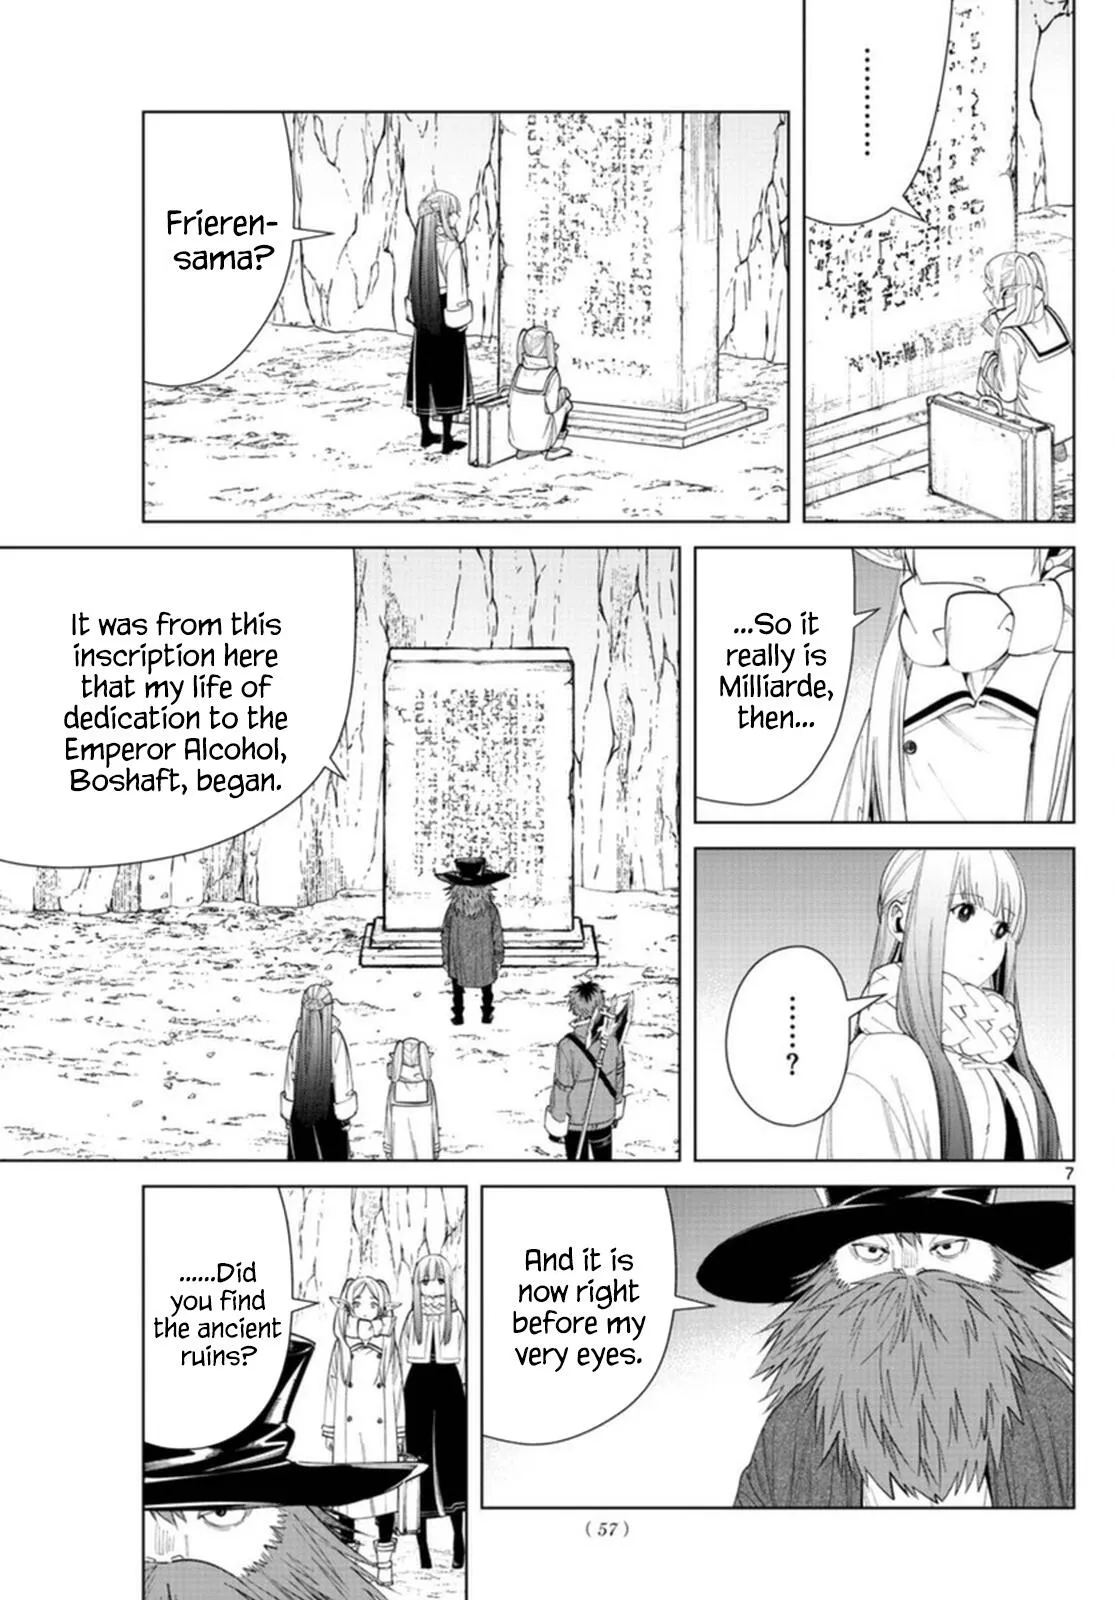 …………
Frieren-
sama?
...So it
really is
Milliarde,
then...
……?
It was from this
inscription here
that my life of
dedication to the
Emperor Alcohol,
Boshaft, began.
7
And it is
now right
before my
very eyes.
......Did
you find
the ancient
ruins?
( 57 )